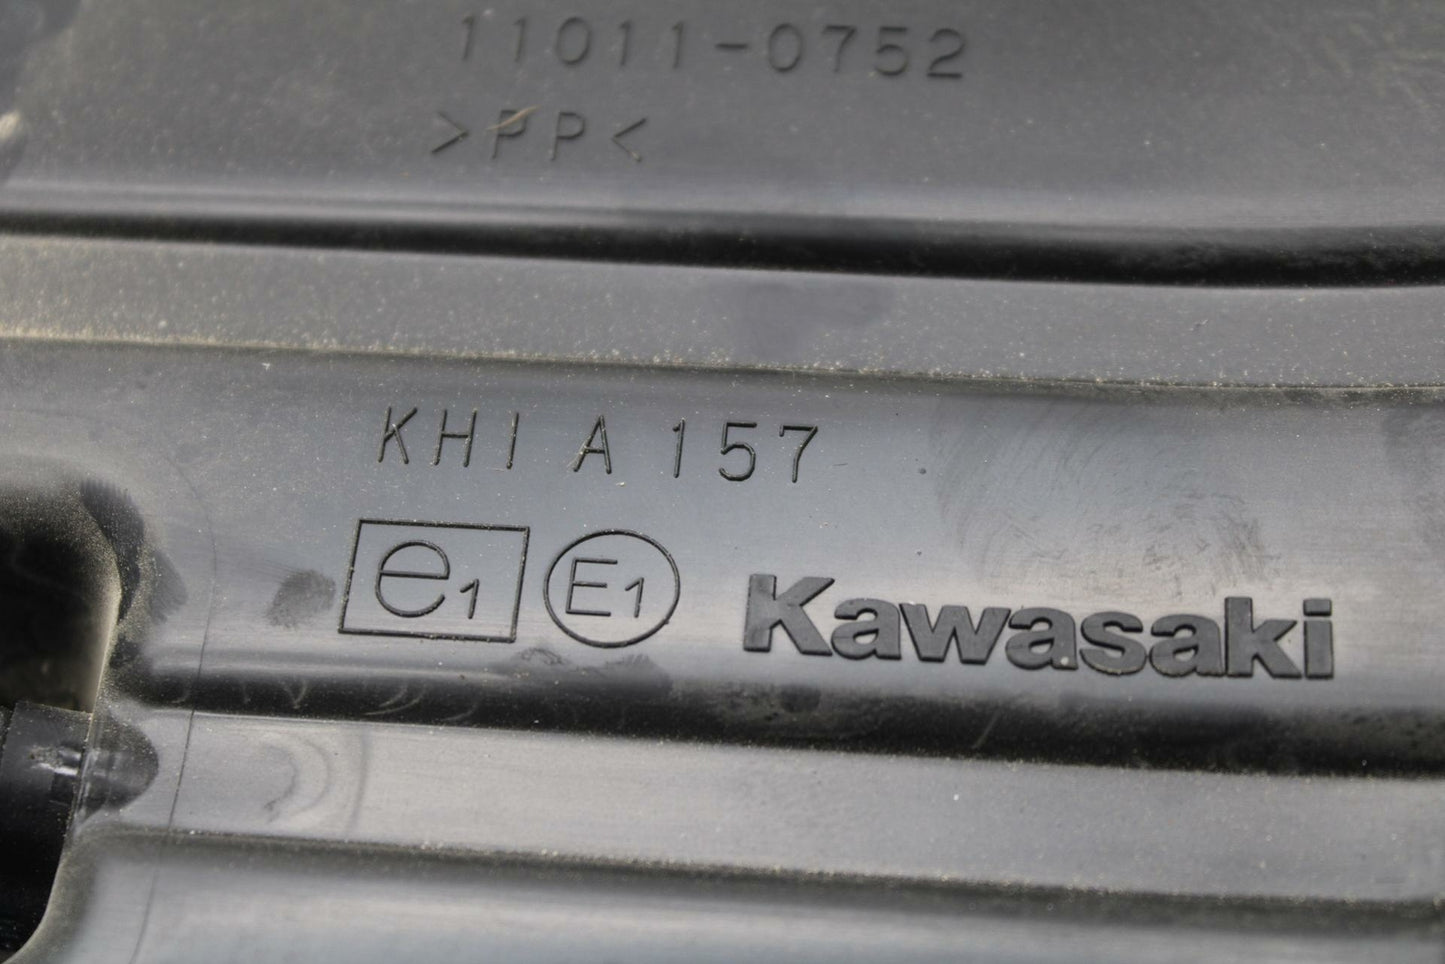 11011-0752
>PP<
KHI A 157
e1 E1 Kawasaki